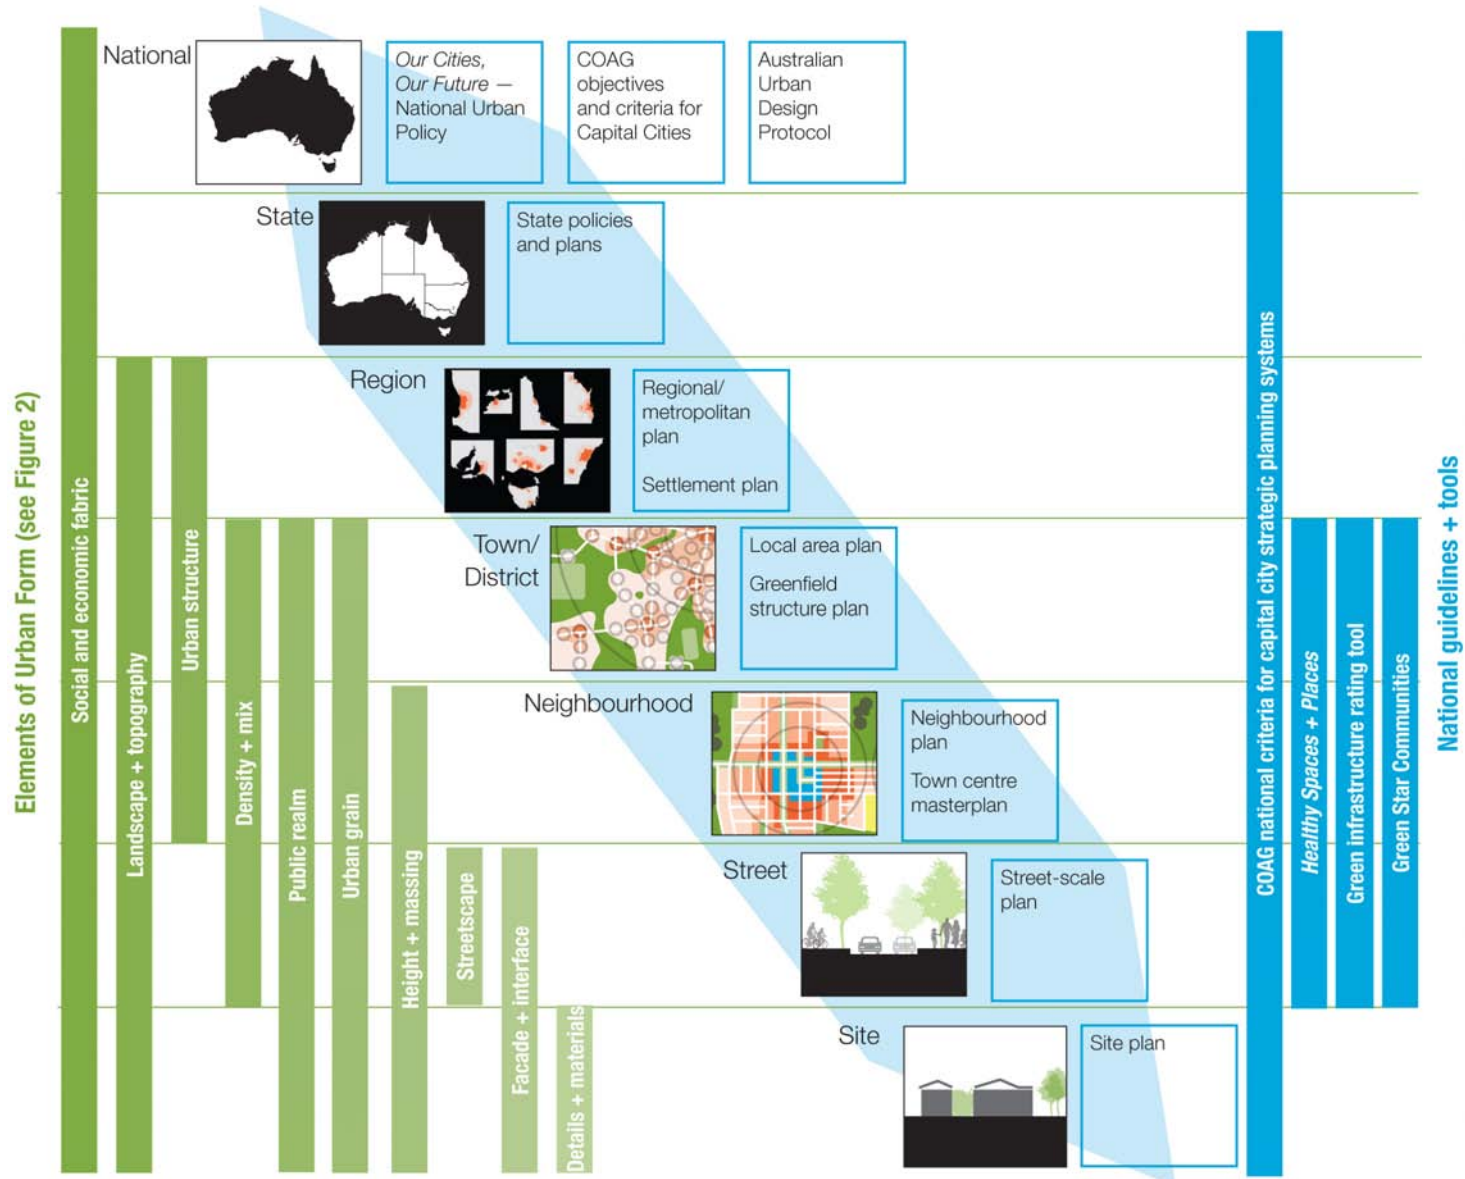 National
Our Cities,
Our Future —
National Urban
Policy
COAG
objectives
and criteria for
Capital Cities
Australian
Urban
Design
Protocol
State
State policies
and plans
Region
Regional/
metropolitan
plan
Settlement plan
Town/
District
Local area plan
Greenfield
structure plan
Neighbourhood
Neighbourhood
plan
Town centre
masterplan
Street
Street-scale
plan
Site
Site plan
Elements of Urban Form (see Figure 2)
Social and economic fabric
Landscape + topography
Urban structure
Density + mix
Public realm
Urban grain
Height + massing
Streetscape
Facade + interface
Details + materials
COAG national criteria for capital city strategic planning systems
Healthy Spaces + Places
Green infrastructure rating tool
Green Star Communities
National guidelines + tools